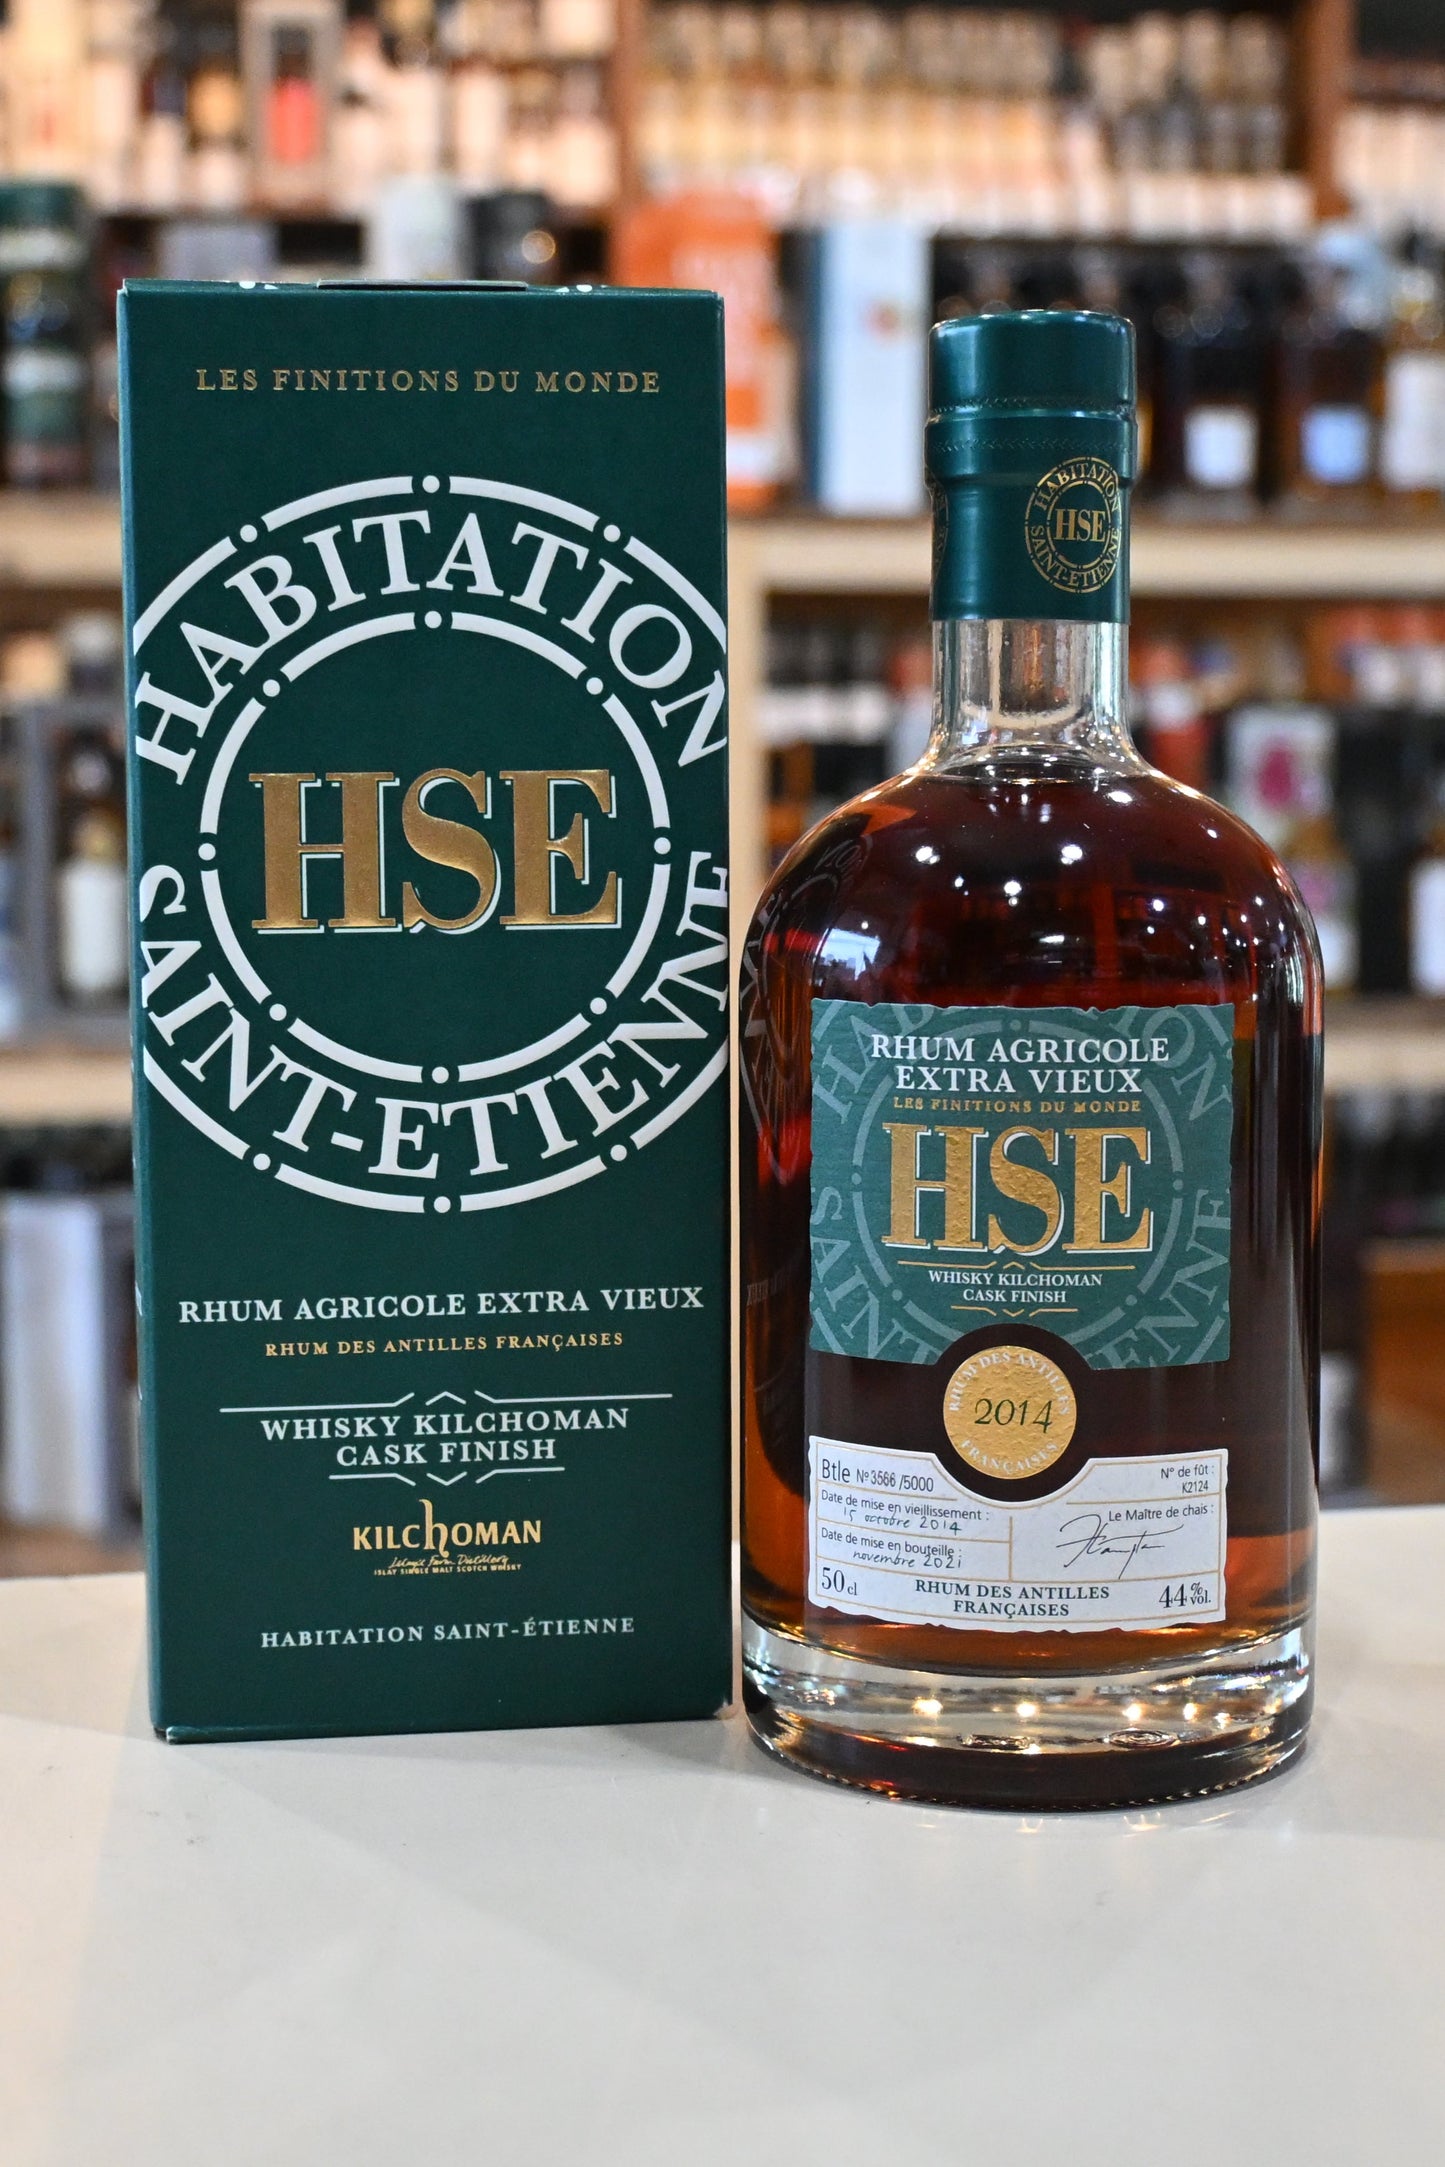 LES FINITIONS DU MONDE
HABITATION
HSE
SAINT-ETIENNE
RHUM AGRICOLE EXTRA VIEUX
RHUM DES ANTILLES FRANÇAISES
WHISKY KILCHOMAN
CASK FINISH
KILCHOMAN
Islay's Farm Distillery
ISLAY SINGLE MALT SCOTCH WHISKY
HABITATION SAINT-ÉTIENNE
HABITATION
HSE
SAINT-ETIENNE
RHUM AGRICOLE
EXTRA VIEUX
LES FINITIONS DU MONDE
HSE
WHISKY KILCHOMAN
CASK FINISH
RHUM DES ANTILLES
2014
FRANÇAISES
Btle N° 3566 /5000
N° de fût :
K2124
Date de mise en vieillissement :
15 octobre 2014
Le Maître de chais :
Date de mise en bouteille :
novembre 2021
50 cl
RHUM DES ANTILLES
FRANÇAISES
44% vol.